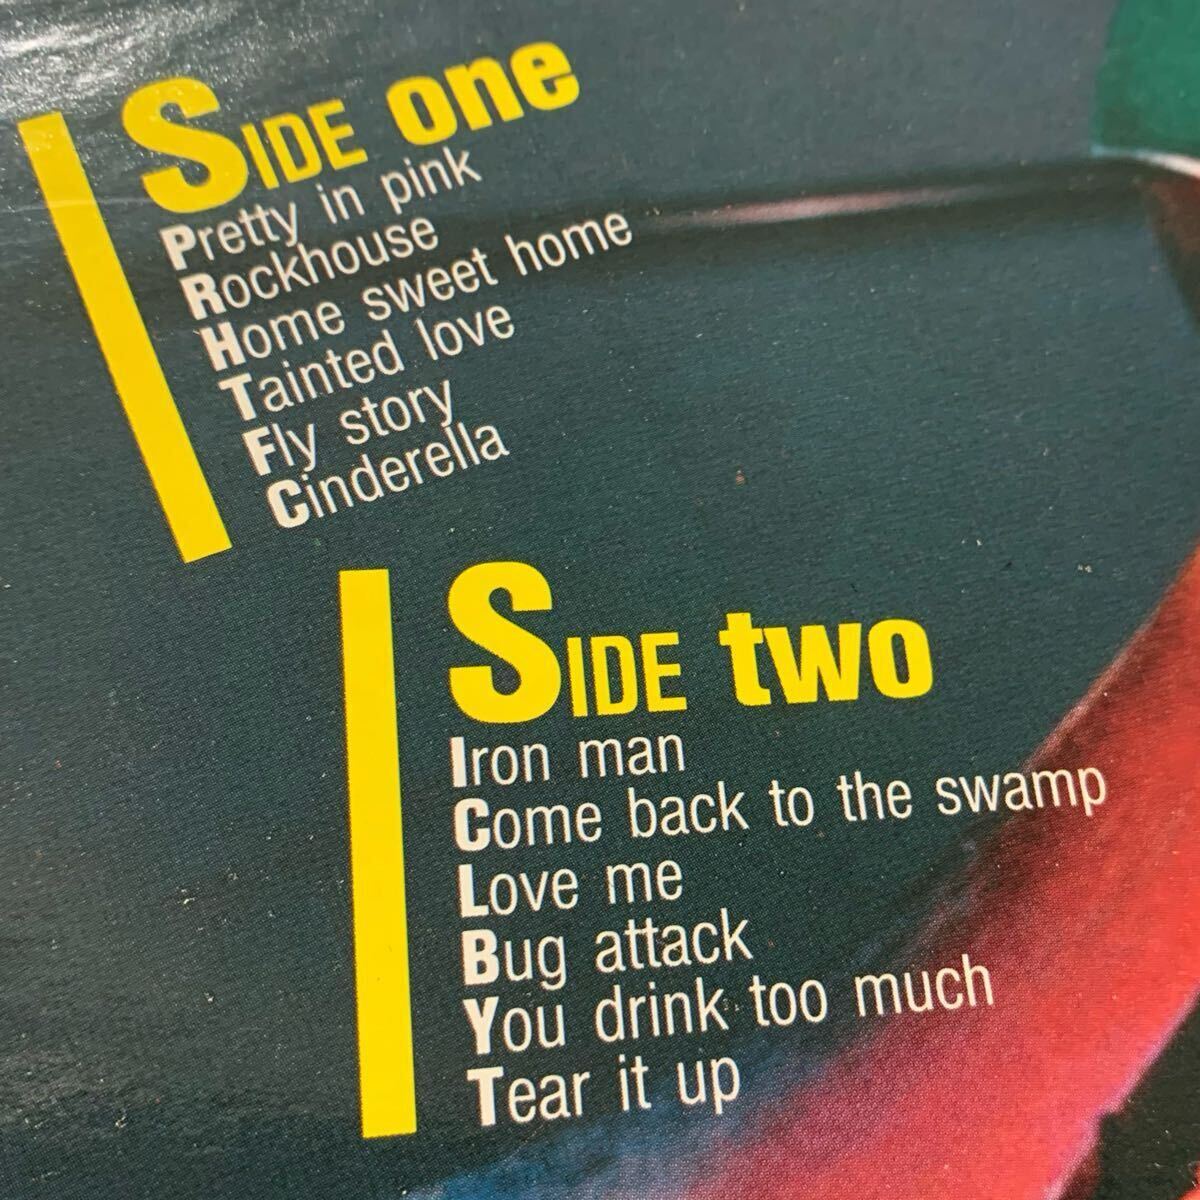 SIDE one
Pretty in pink
Rockhouse
Home sweet home
Tainted love
Fly story
Cinderella
SIDE two
Iron man
Come back to the swamp
Love me
Bug attack
You drink too much
Tear it up